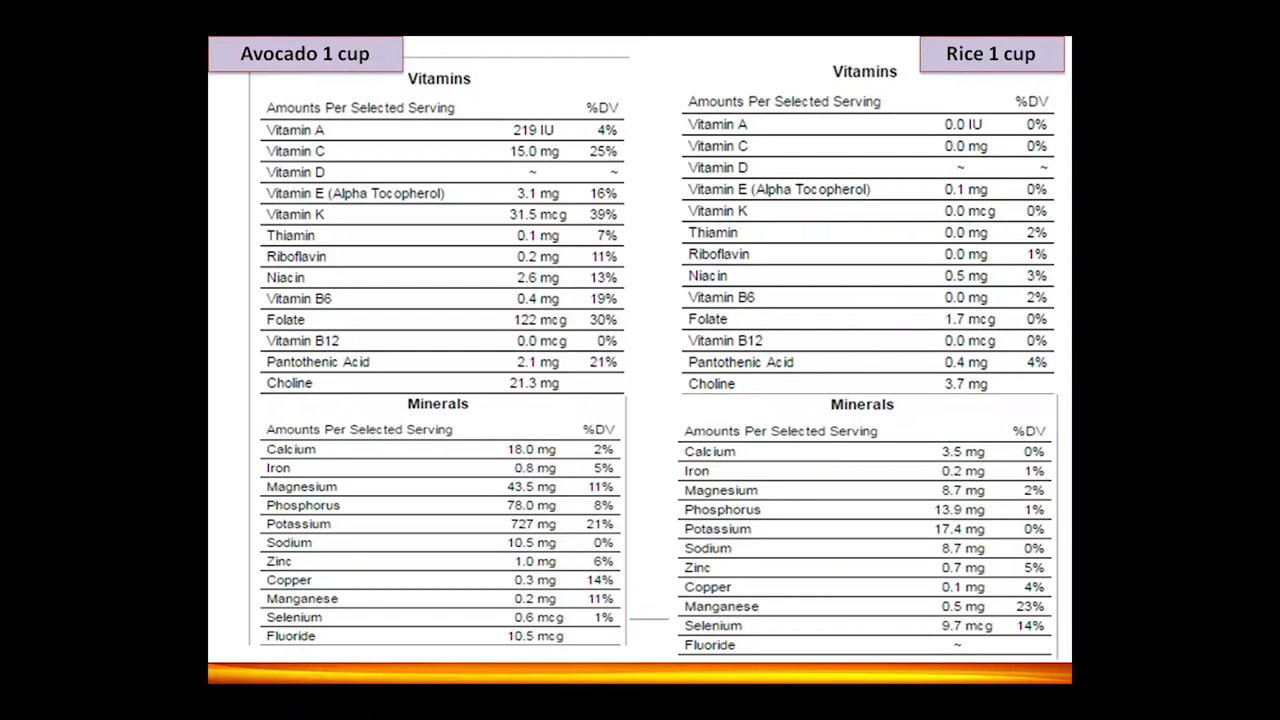 Avocado 1 cup
Vitamins
Amounts Per Selected Serving %DV
Vitamin A 219 IU 4%
Vitamin C 15.0 mg 25%
Vitamin D ~ ~
Vitamin E (Alpha Tocopherol) 3.1 mg 16%
Vitamin K 31.5 mcg 39%
Thiamin 0.1 mg 7%
Riboflavin 0.2 mg 11%
Niacin 2.6 mg 13%
Vitamin B6 0.4 mg 19%
Folate 122 mcg 30%
Vitamin B12 0.0 mcg 0%
Pantothenic Acid 2.1 mg 21%
Choline 21.3 mg
Minerals
Amounts Per Selected Serving %DV
Calcium 18.0 mg 2%
Iron 0.8 mg 5%
Magnesium 43.5 mg 11%
Phosphorus 78.0 mg 8%
Potassium 727 mg 21%
Sodium 10.5 mg 0%
Zinc 1.0 mg 6%
Copper 0.3 mg 14%
Manganese 0.2 mg 11%
Selenium 0.6 mcg 1%
Fluoride 10.5 mcg
Rice 1 cup
Vitamins
Amounts Per Selected Serving %DV
Vitamin A 0.0 IU 0%
Vitamin C 0.0 mg 0%
Vitamin D ~ ~
Vitamin E (Alpha Tocopherol) 0.1 mg 0%
Vitamin K 0.0 mcg 0%
Thiamin 0.0 mg 2%
Riboflavin 0.0 mg 1%
Niacin 0.5 mg 3%
Vitamin B6 0.0 mg 2%
Folate 1.7 mcg 0%
Vitamin B12 0.0 mcg 0%
Pantothenic Acid 0.4 mg 4%
Choline 3.7 mg
Minerals
Amounts Per Selected Serving %DV
Calcium 3.5 mg 0%
Iron 0.2 mg 1%
Magnesium 8.7 mg 2%
Phosphorus 13.9 mg 1%
Potassium 17.4 mg 0%
Sodium 8.7 mg 0%
Zinc 0.7 mg 5%
Copper 0.1 mg 4%
Manganese 0.5 mg 23%
Selenium 9.7 mcg 14%
Fluoride ~